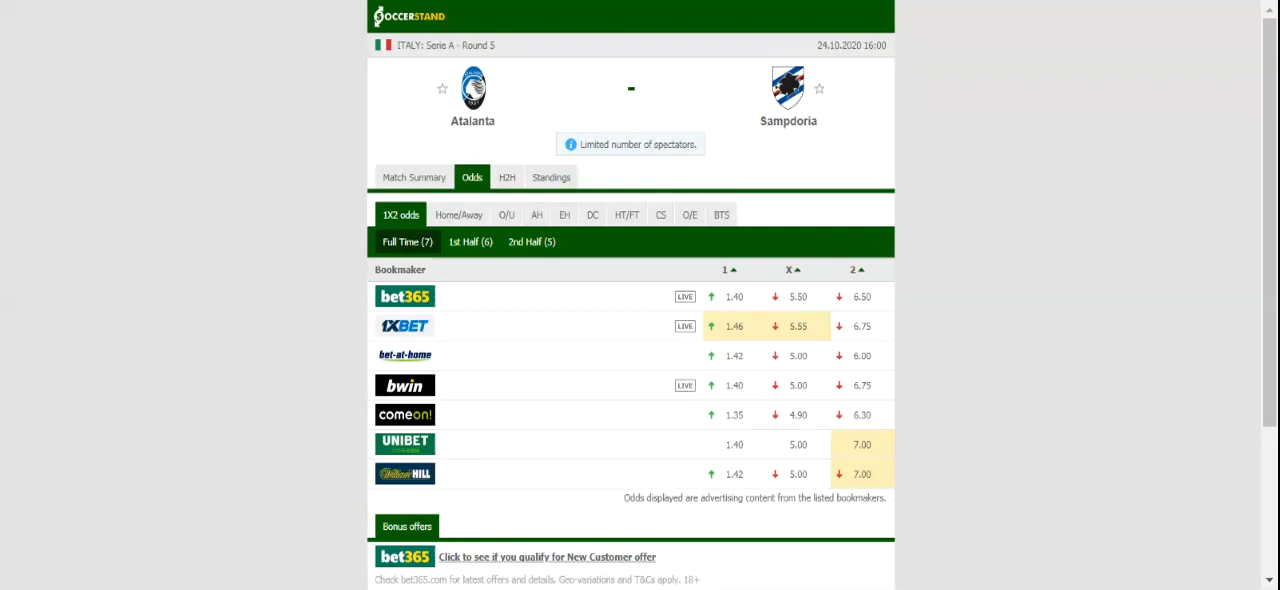 SOCCERSTAND
ITALY: Serie A - Round 5 24.10.2020 16:00
-
Atalanta Sampdoria
Limited number of spectators.
Match Summary Odds H2H Standings
1X2 odds Home/Away O/U AH EH DC HT/FT CS O/E BTS
Full Time (7) 1st Half (6) 2nd Half (5)
Bookmaker 1 X 2
bet365 LIVE 1.40 5.50 6.50
1XBET LIVE 1.46 5.55 6.75
bet-at-home 1.42 5.00 6.00
bwin LIVE 1.40 5.00 6.75
comeon! 1.35 4.90 6.30
UNIBET 1.40 5.00 7.00
William HILL 1.42 5.00 7.00
Odds displayed are advertising content from the listed bookmakers.
Bonus offers
bet365 Click to see if you qualify for New Customer offer
Check bet365.com for latest offers and details. Geo-variations and T&Cs apply. 18+